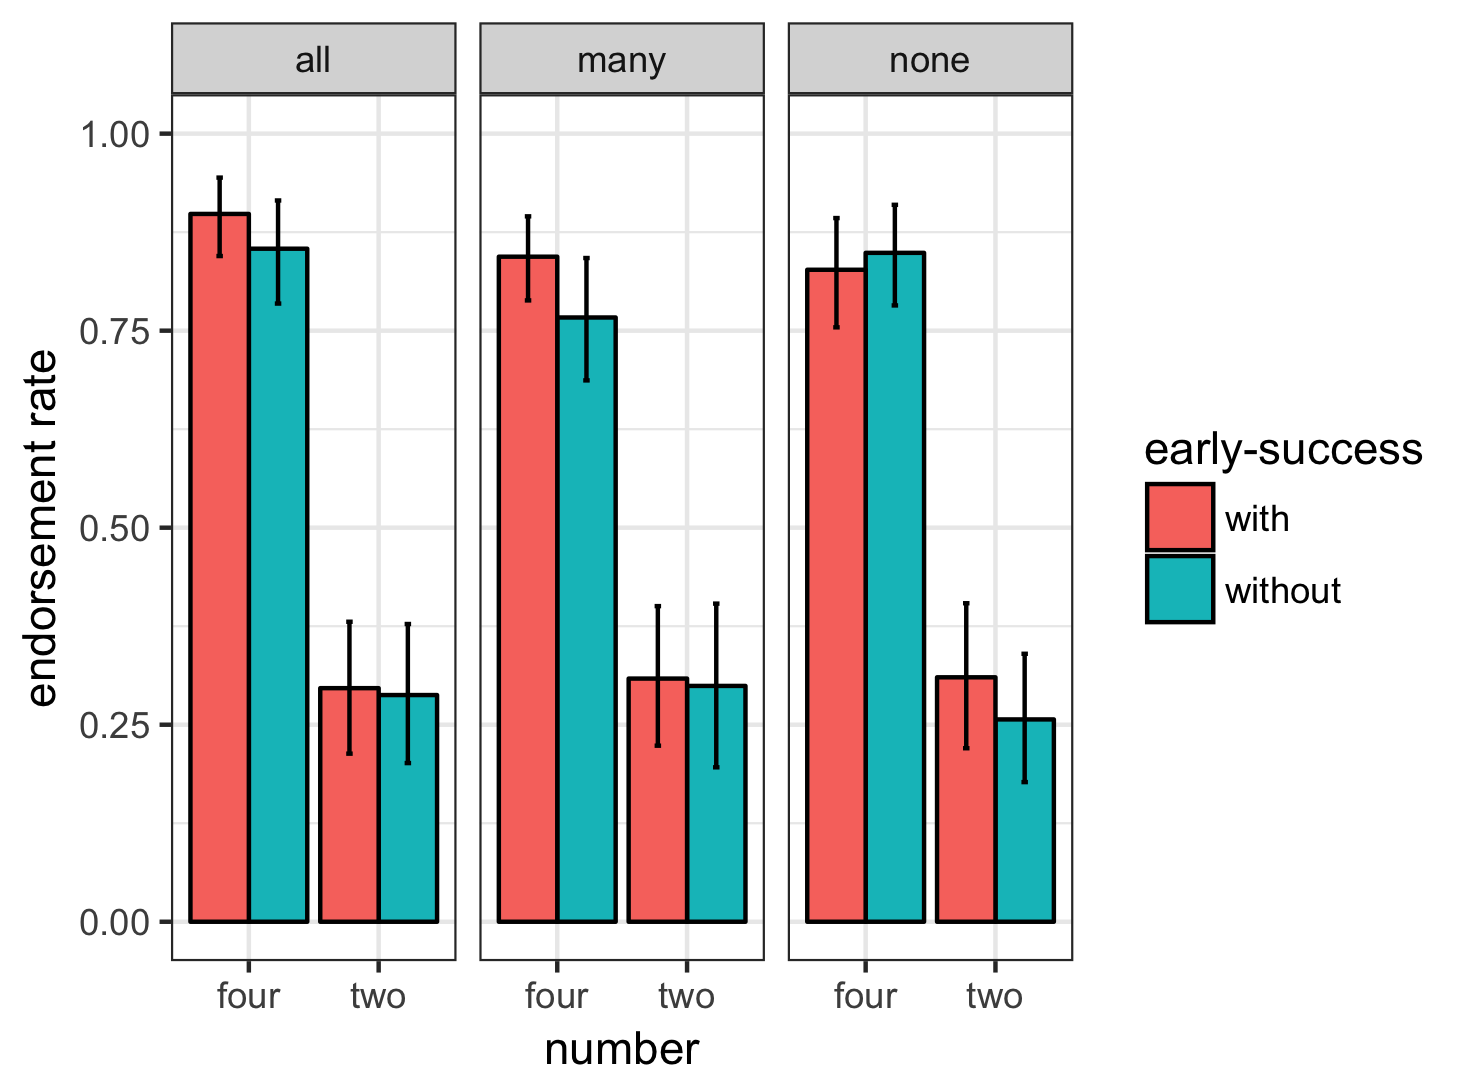 all
many
none
1.00
0.75
0.50
0.25
0.00
endorsement rate
four two
four two
four two
number
early-success
with
without